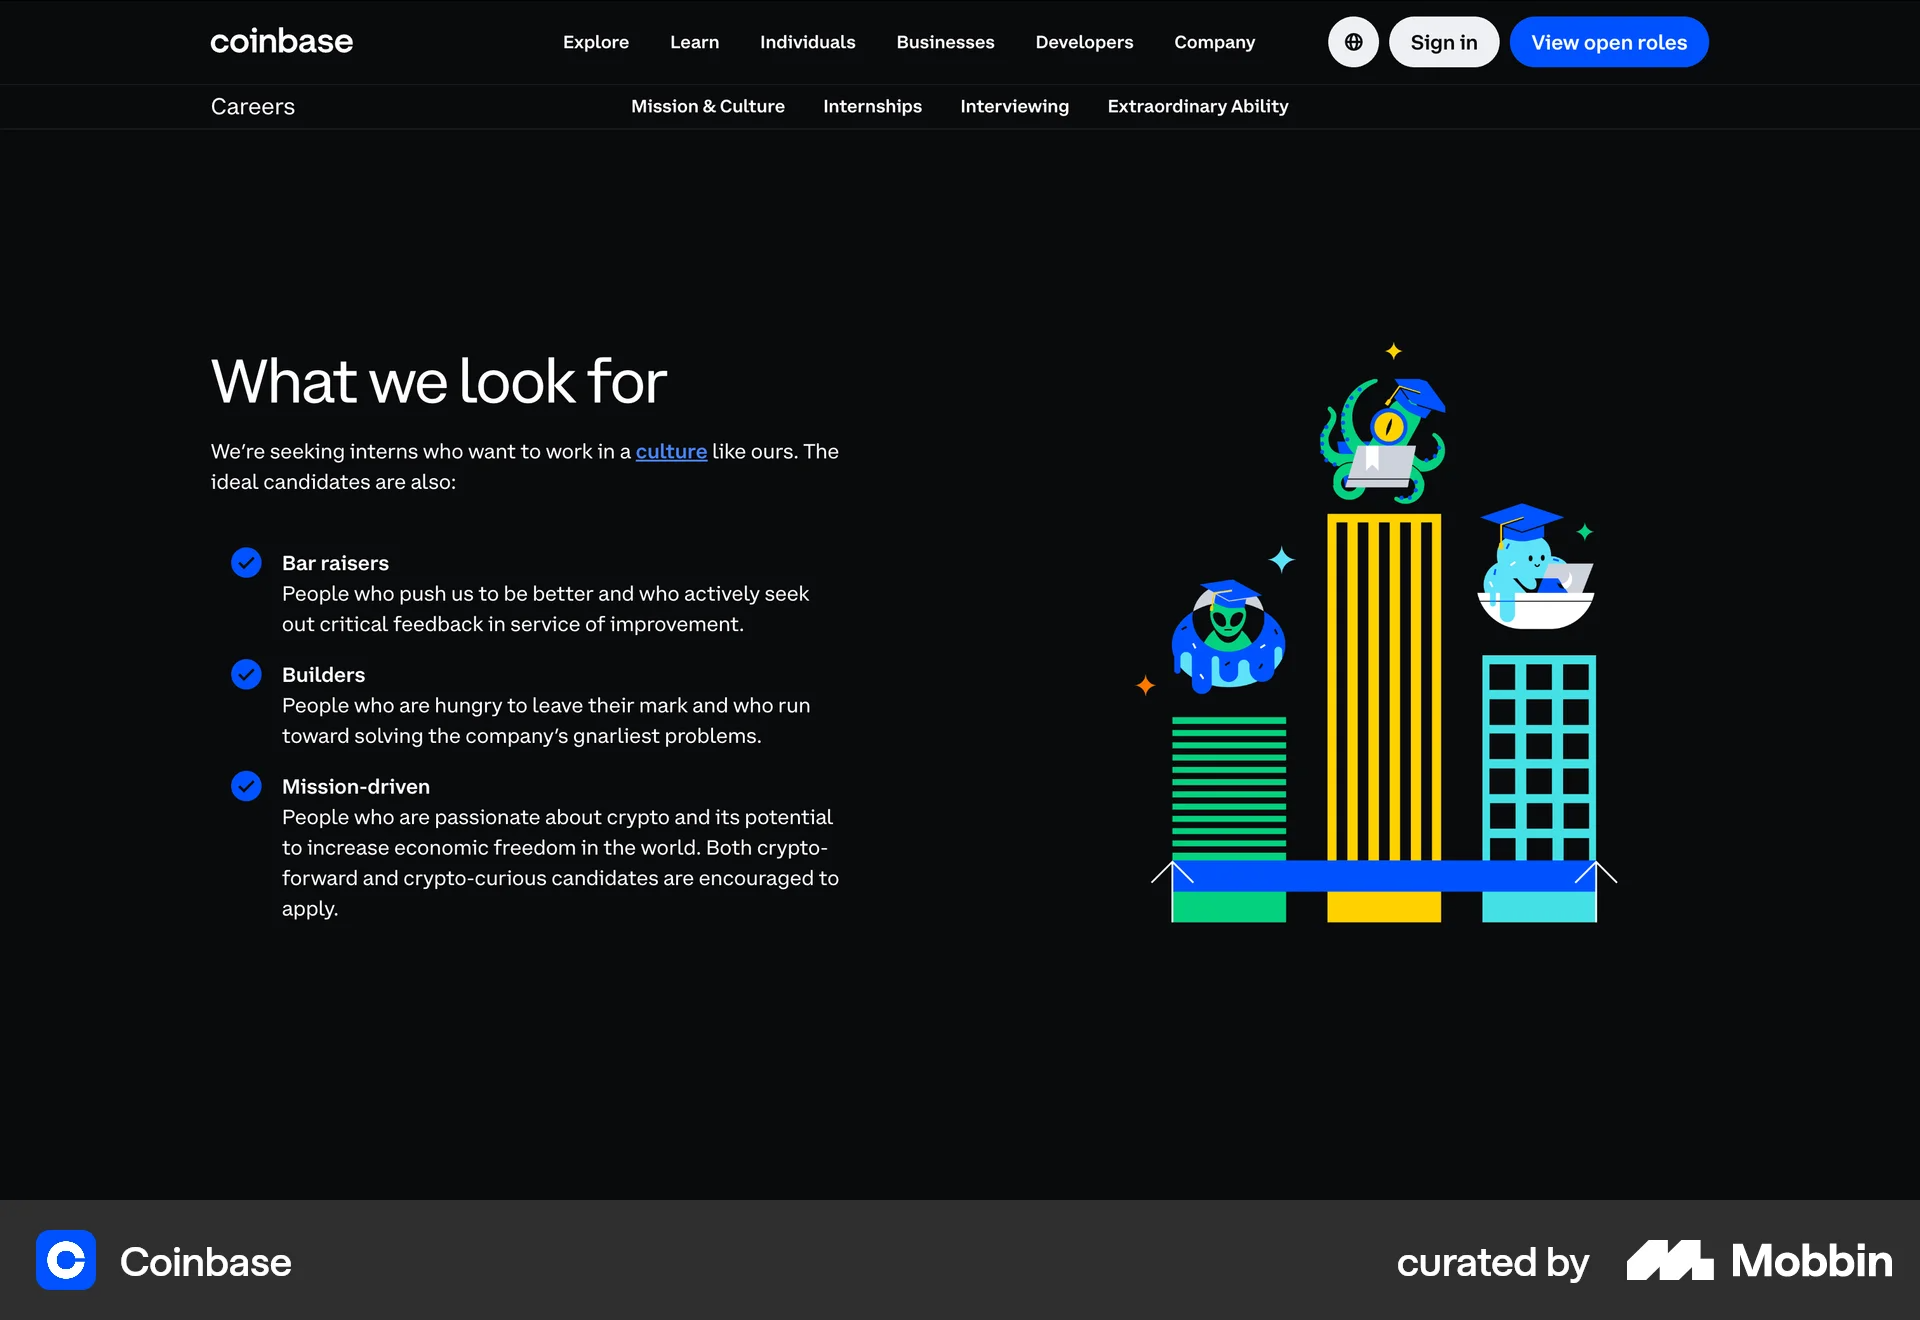 coinbase
Explore
Learn
Individuals
Businesses
Developers
Company
Sign in
View open roles
Careers
Mission & Culture
Internships
Interviewing
Extraordinary Ability
What we look for
We’re seeking interns who want to work in a culture like ours. The
ideal candidates are also:
Bar raisers
People who push us to be better and who actively seek
out critical feedback in service of improvement.
Builders
People who are hungry to leave their mark and who run
toward solving the company’s gnarliest problems.
Mission-driven
People who are passionate about crypto and its potential
to increase economic freedom in the world. Both crypto-
forward and crypto-curious candidates are encouraged to
apply.
Coinbase
curated by
Mobbin